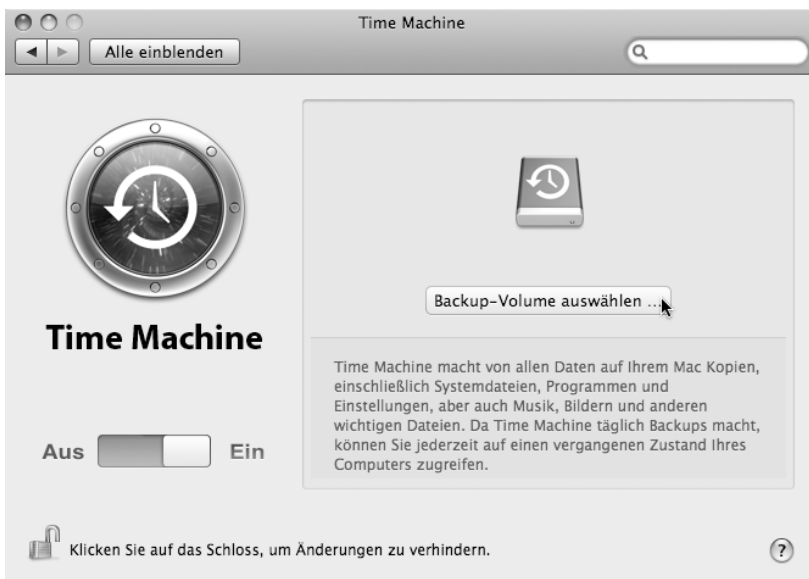 Time Machine
Alle einblenden
Time Machine
Aus Ein
Backup-Volume auswählen ...
Time Machine macht von allen Daten auf Ihrem Mac Kopien,
einschließlich Systemdateien, Programmen und
Einstellungen, aber auch Musik, Bildern und anderen
wichtigen Dateien. Da Time Machine täglich Backups macht,
können Sie jederzeit auf einen vergangenen Zustand Ihres
Computers zugreifen.
Klicken Sie auf das Schloss, um Änderungen zu verhindern.
?